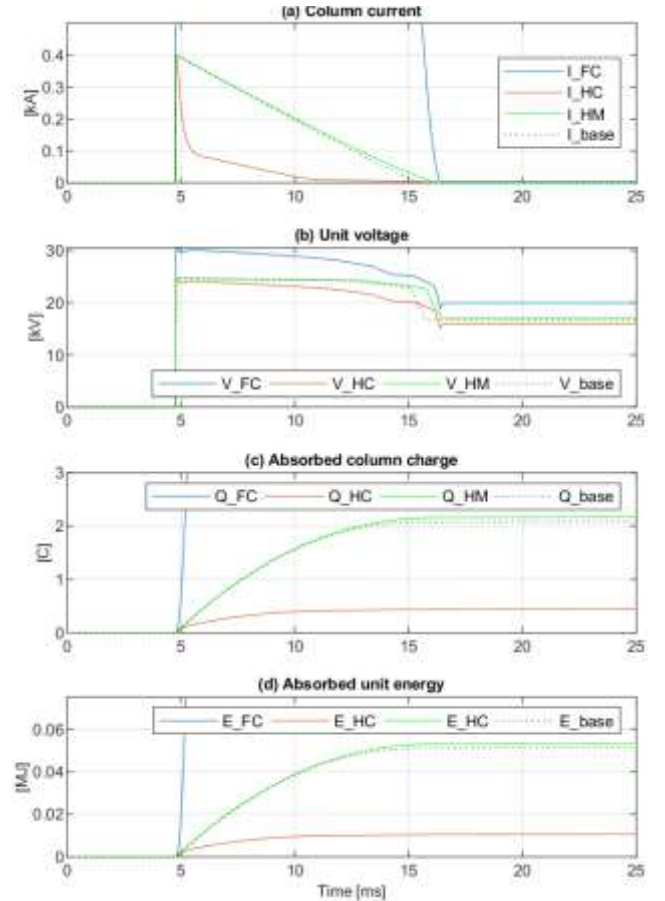 (a) Column current
0.4
0.3
0.2
0.1
0
[kA]
I_FC
I_HC
I_HM
I_base
0 5 10 15 20 25
(b) Unit voltage
30
20
10
0
[kV]
V_FC V_HC V_HM V_base
0 5 10 15 20 25
(c) Absorbed column charge
3
2
1
0
[C]
Q_FC Q_HC Q_HM Q_base
0 5 10 15 20 25
(d) Absorbed unit energy
0.06
0.04
0.02
0
[MJ]
E_FC E_HC E_HC E_base
0 5 10 15 20 25
Time [ms]